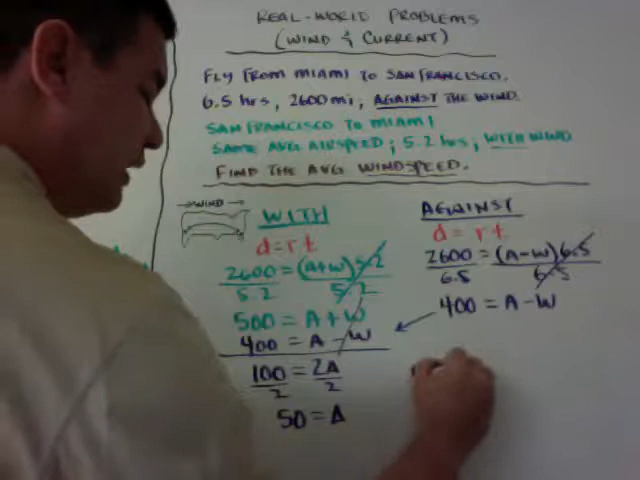 REAL-WORLD PROBLEMS
(WIND & CURRENT)
FLY FROM MIAMI TO SAN FRANCISCO.
6.5 hrs, 2600 mi, AGAINST THE WIND.
SAN FRANCISCO TO MIAMI
SAME AVG AIRSPEED; 5.2 hrs, WITH WIND
FIND THE AVG WINDSPEED.
WIND
WITH
d = r t
2600 = (A+W)5.2
5.2 5.2
500 = A + W
400 = A - W
100 = 2A
2 2
50 = A
AGAINST
d = r t
2600 = (A-W)6.5
6.5 6.5
400 = A - W